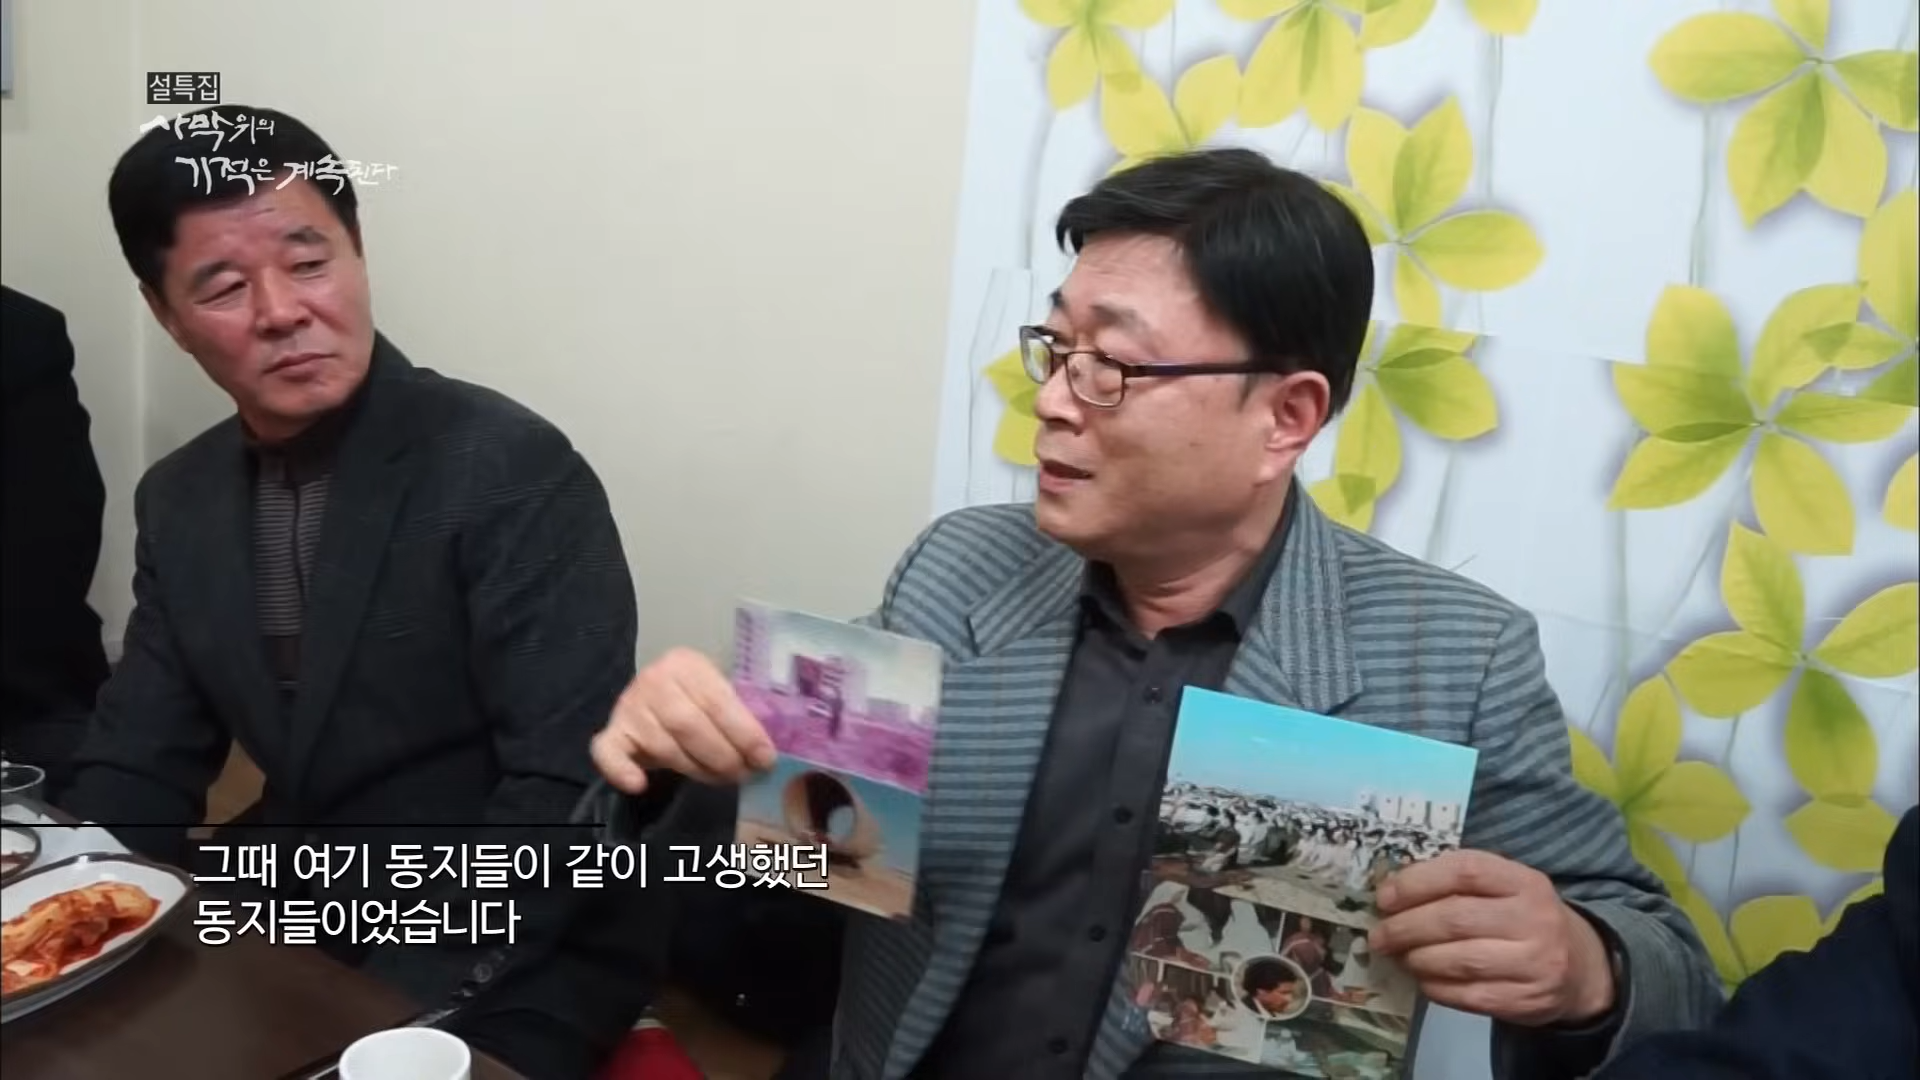 설특집
사막위의
기적은 계속된다
그때 여기 동지들이 같이 고생했던
동지들이었습니다